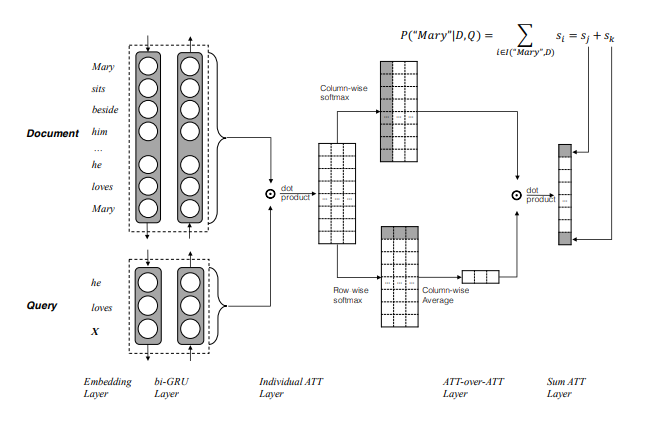 P("Mary"|D,Q) = ∑ i∈I("Mary",D) s_i = s_j + s_k
Mary
sits
beside
him
...
he
loves
Mary
Document
Column-wise
softmax
... ... ...
dot
product
... ... ...
dot
product
...
he
loves
X
Query
... ... ...
Row wise
softmax
Column-wise
Average
Embedding
Layer
bi-GRU
Layer
Individual ATT
Layer
ATT-over-ATT
Layer
Sum ATT
Layer